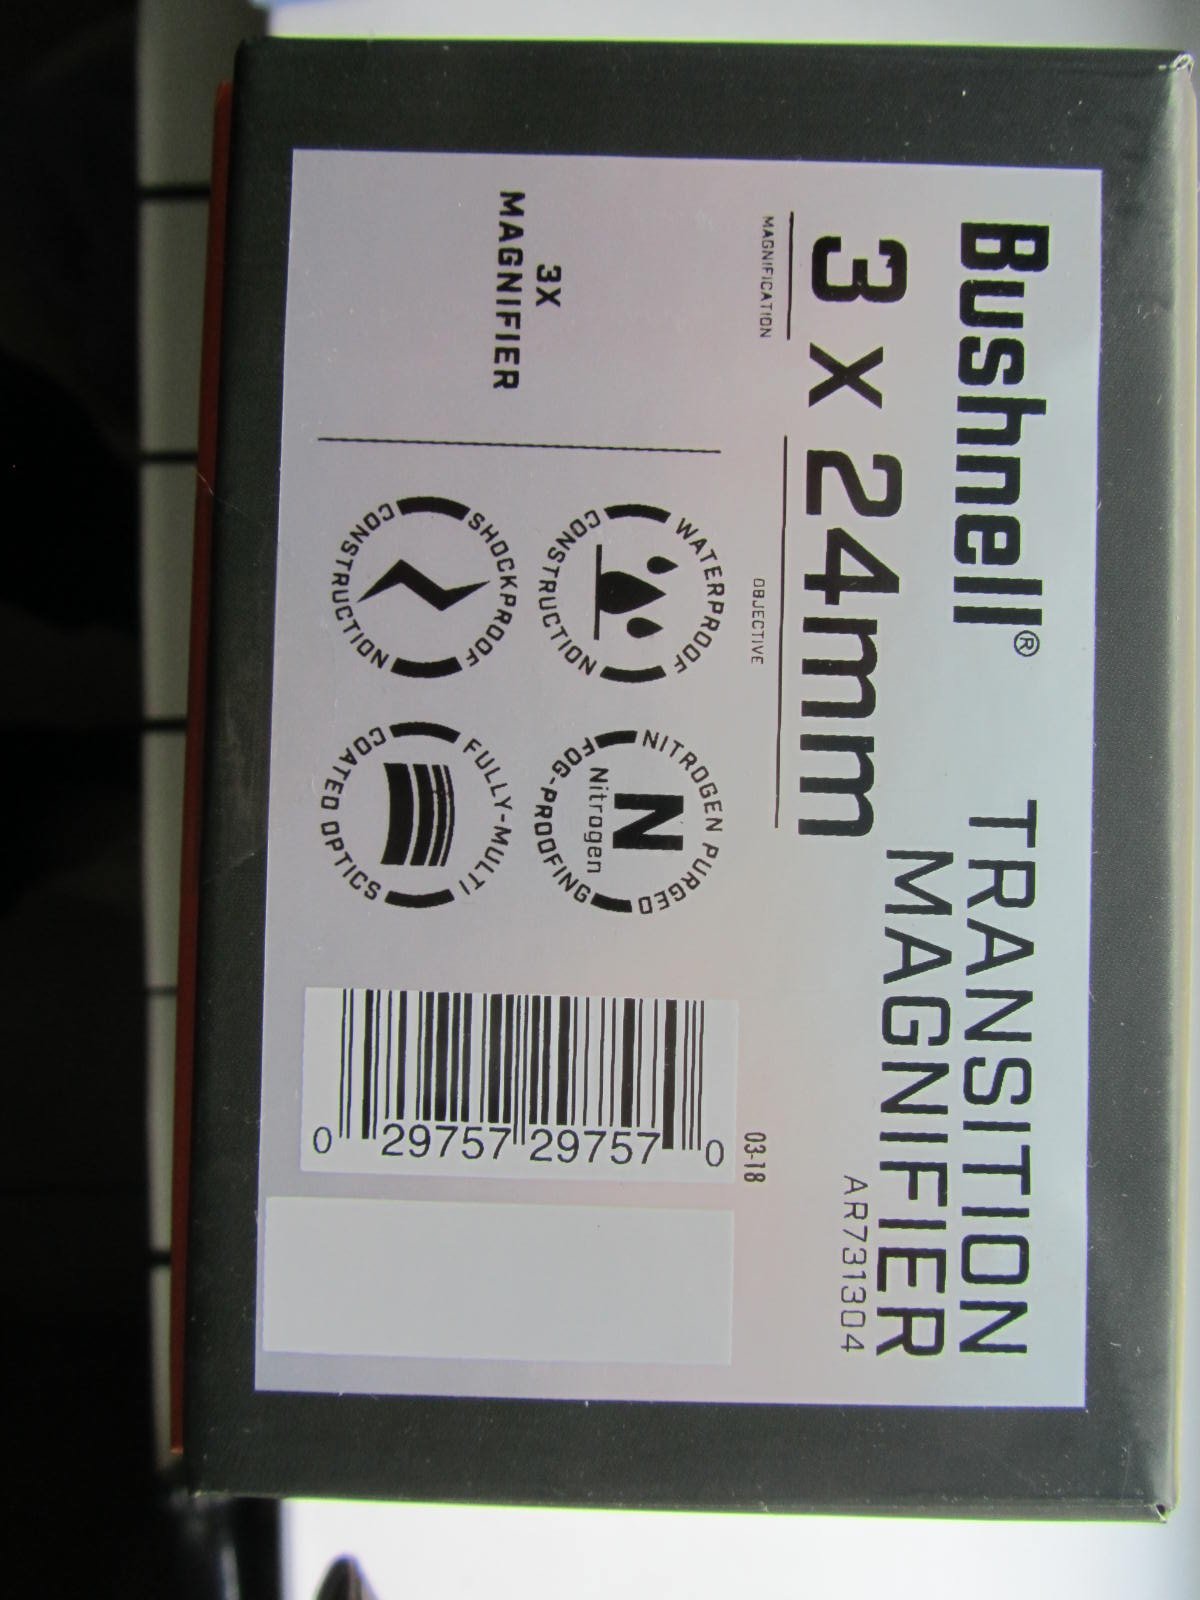 Bushnell®
TRANSITION
MAGNIFIER
AR731304
3 x 24mm
MAGNIFICATION
OBJECTIVE
3X
MAGNIFIER
WATERPROOF
CONSTRUCTION
NITROGEN PURGED
N
Nitrogen
FOG-PROOFING
SHOCKPROOF
CONSTRUCTION
FULLY-MULTI
COATED OPTICS
03-18
0 29757 29757 0